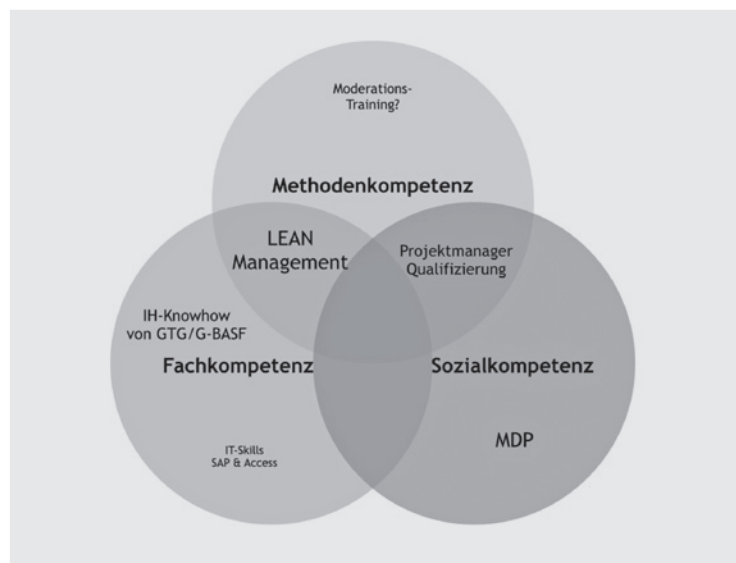 Moderations-
Training?
Methodenkompetenz
LEAN
Management
Projektmanager
Qualifizierung
IH-Knowhow
von GTG/G-BASF
Fachkompetenz
Sozialkompetenz
MDP
IT-Skills
SAP & Access